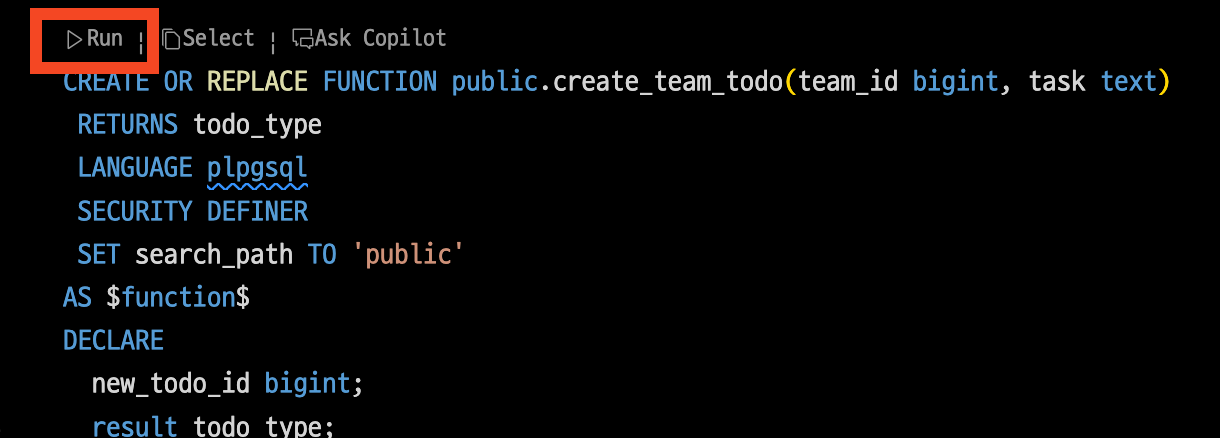 Run ¦ Select ¦ Ask Copilot
CREATE OR REPLACE FUNCTION public.create_team_todo(team_id bigint, task text)
RETURNS todo_type
LANGUAGE plpgsql
SECURITY DEFINER
SET search_path TO 'public'
AS $function$
DECLARE
new_todo_id bigint;
result todo_type;